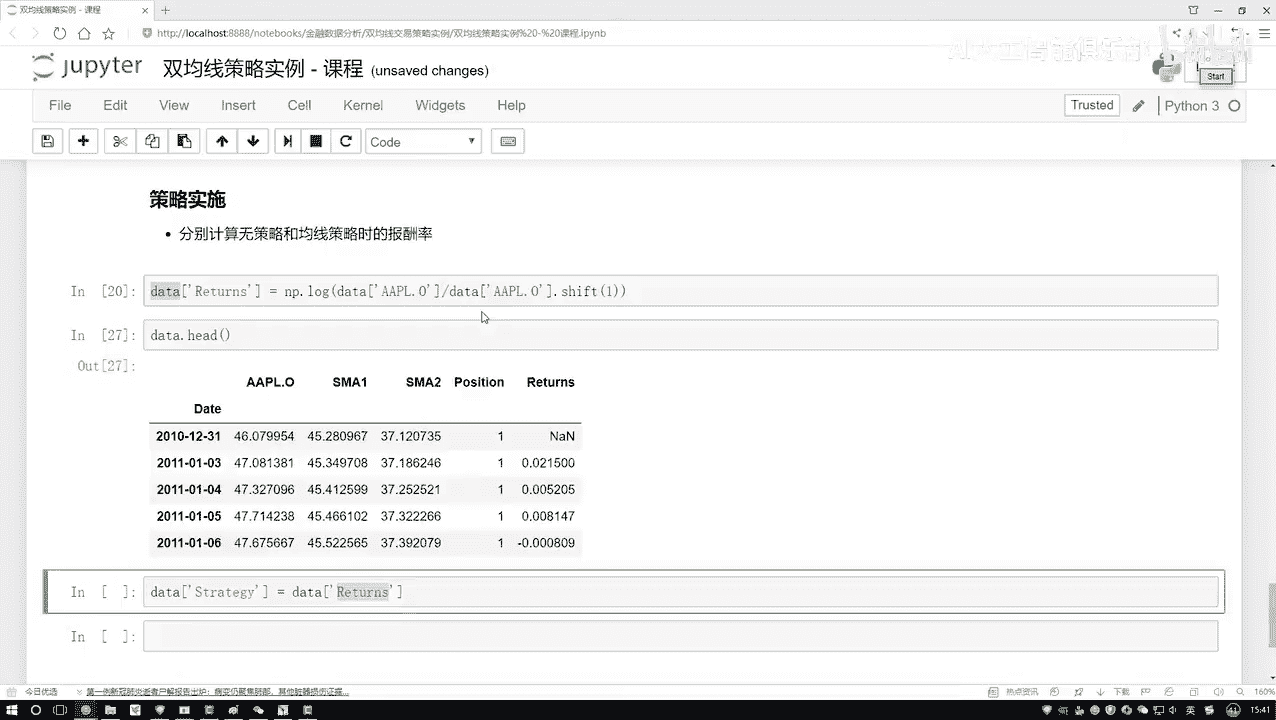 双均线策略实例 - 课程
http://localhost:8888/notebooks/金融数据分析/双均线交易策略实例/双均线策略实例%20-%20课程.ipynb
jupyter 双均线策略实例 - 课程 (unsaved changes)
Start
File Edit View Insert Cell Kernel Widgets Help
Trusted Python 3
Code
策略实施
• 分别计算无策略和均线策略时的报酬率
In [20]: data['Returns'] = np.log(data['AAPL.O']/data['AAPL.O'].shift(1))
In [27]: data.head()
Out[27]:
AAPL.O SMA1 SMA2 Position Returns
Date
2010-12-31 46.079954 45.280967 37.120735 1 NaN
2011-01-03 47.081381 45.349708 37.186246 1 0.021500
2011-01-04 47.327096 45.412599 37.252521 1 0.005205
2011-01-05 47.714238 45.466102 37.322266 1 0.008147
2011-01-06 47.675667 45.522565 37.392079 1 -0.000809
In [ ]: data['Strategy'] = data['Returns']
In [ ]:
今日优选
热点资讯 下载 160%
英 15:41